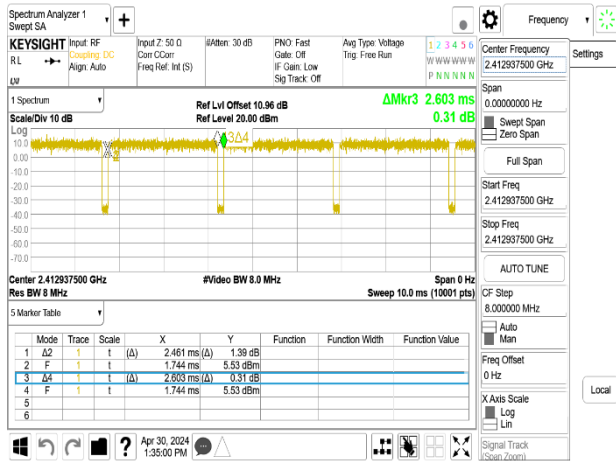 Spectrum Analyzer 1
Swept SA
Frequency
KEYSIGHT
Input: RF
Input Z: 50 Ω
#Atten: 30 dB
PNO: Fast
Avg Type: Voltage
1 2 3 4 5 6
RL
Coupling: DC
Corr CCorr
Gate: Off
Trig: Free Run
W W W W W W
Align: Auto
Freq Ref: Int (S)
IF Gain: Low
Sig Track: Off
P N N N N N
Center Frequency
2.412937500 GHz
Settings
Span
0.00000000 Hz
Swept Span
Zero Span
Full Span
Start Freq
2.412937500 GHz
Stop Freq
2.412937500 GHz
AUTO TUNE
CF Step
8.000000 MHz
Auto
Man
Freq Offset
0 Hz
X Axis Scale
Log
Lin
Signal Track
(Span Zoom)
Local
1 Spectrum
Scale/Div 10 dB
Ref Lvl Offset 10.96 dB
Ref Level 20.00 dBm
ΔMkr3 2.603 ms
0.31 dB
Log
10.0
0.00
-10.0
-20.0
-30.0
-40.0
-50.0
-60.0
-70.0
3Δ4
Center 2.412937500 GHz
#Video BW 8.0 MHz
Span 0 Hz
Res BW 8 MHz
Sweep 10.0 ms (10001 pts)
5 Marker Table
Mode Trace Scale X Y Function Function Width Function Value
1 Δ2 1 t (Δ) 2.461 ms (Δ) 1.39 dB
2 F 1 t 1.744 ms 5.53 dBm
3 Δ4 1 t (Δ) 2.603 ms (Δ) 0.31 dB
4 F 1 t 1.744 ms 5.53 dBm
5
6
?
Apr 30, 2024
1:35:00 PM